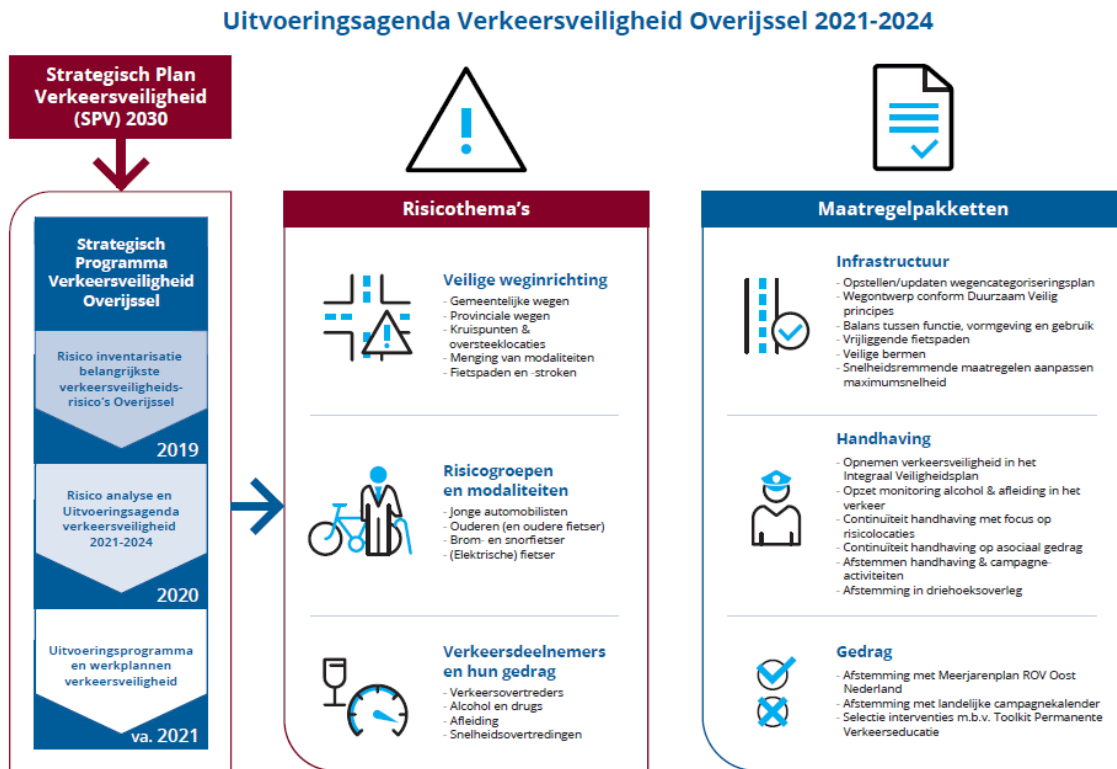 Uitvoeringsagenda Verkeersveiligheid Overijssel 2021-2024
Strategisch Plan
Verkeersveiligheid
(SPV) 2030
Strategisch
Programma
Verkeersveiligheid
Overijssel
Risico inventarisatie
belangrijkste
verkeersveiligheids-
risico's Overijssel
2019
Risico analyse en
Uitvoeringsagenda
verkeersveiligheid
2021-2024
2020
Uitvoeringsprogramma
en werkplannen
verkeersveiligheid
va. 2021
Risicothema's
Veilige weginrichting
- Gemeentelijke wegen
- Provinciale wegen
- Kruispunten &
oversteeklocaties
- Menging van modaliteiten
- Fietspaden en -stroken
Risicogroepen
en modaliteiten
- Jonge automobilisten
- Ouderen (en oudere fietser)
- Brom- en snorfietser
- (Elektrische) fietser
Verkeersdeelnemers
en hun gedrag
- Verkeersovertreders
- Alcohol en drugs
- Afleiding
- Snelheidsovertredingen
Maatregelpakketten
Infrastructuur
- Opstellen/updaten wegencategoriseringsplan
- Wegontwerp conform Duurzaam Veilig
principes
- Balans tussen functie, vormgeving en gebruik
- Vrijliggende fietspaden
- Veilige bermen
- Snelheidsremmende maatregelen aanpassen
maximumsnelheid
Handhaving
- Opnemen verkeersveiligheid in het
Integraal Veiligheidsplan
- Opzet monitoring alcohol & afleiding in het
verkeer
- Continuïteit handhaving met focus op
risicolocaties
- Continuïteit handhaving op asociaal gedrag
- Afstemmen handhaving & campagne-
activiteiten
- Afstemming in driehoeksoverleg
Gedrag
- Afstemming met Meerjarenplan ROV Oost
Nederland
- Afstemming met landelijke campagnekalender
- Selectie interventies m.b.v. Toolkit Permanente
Verkeerseducatie